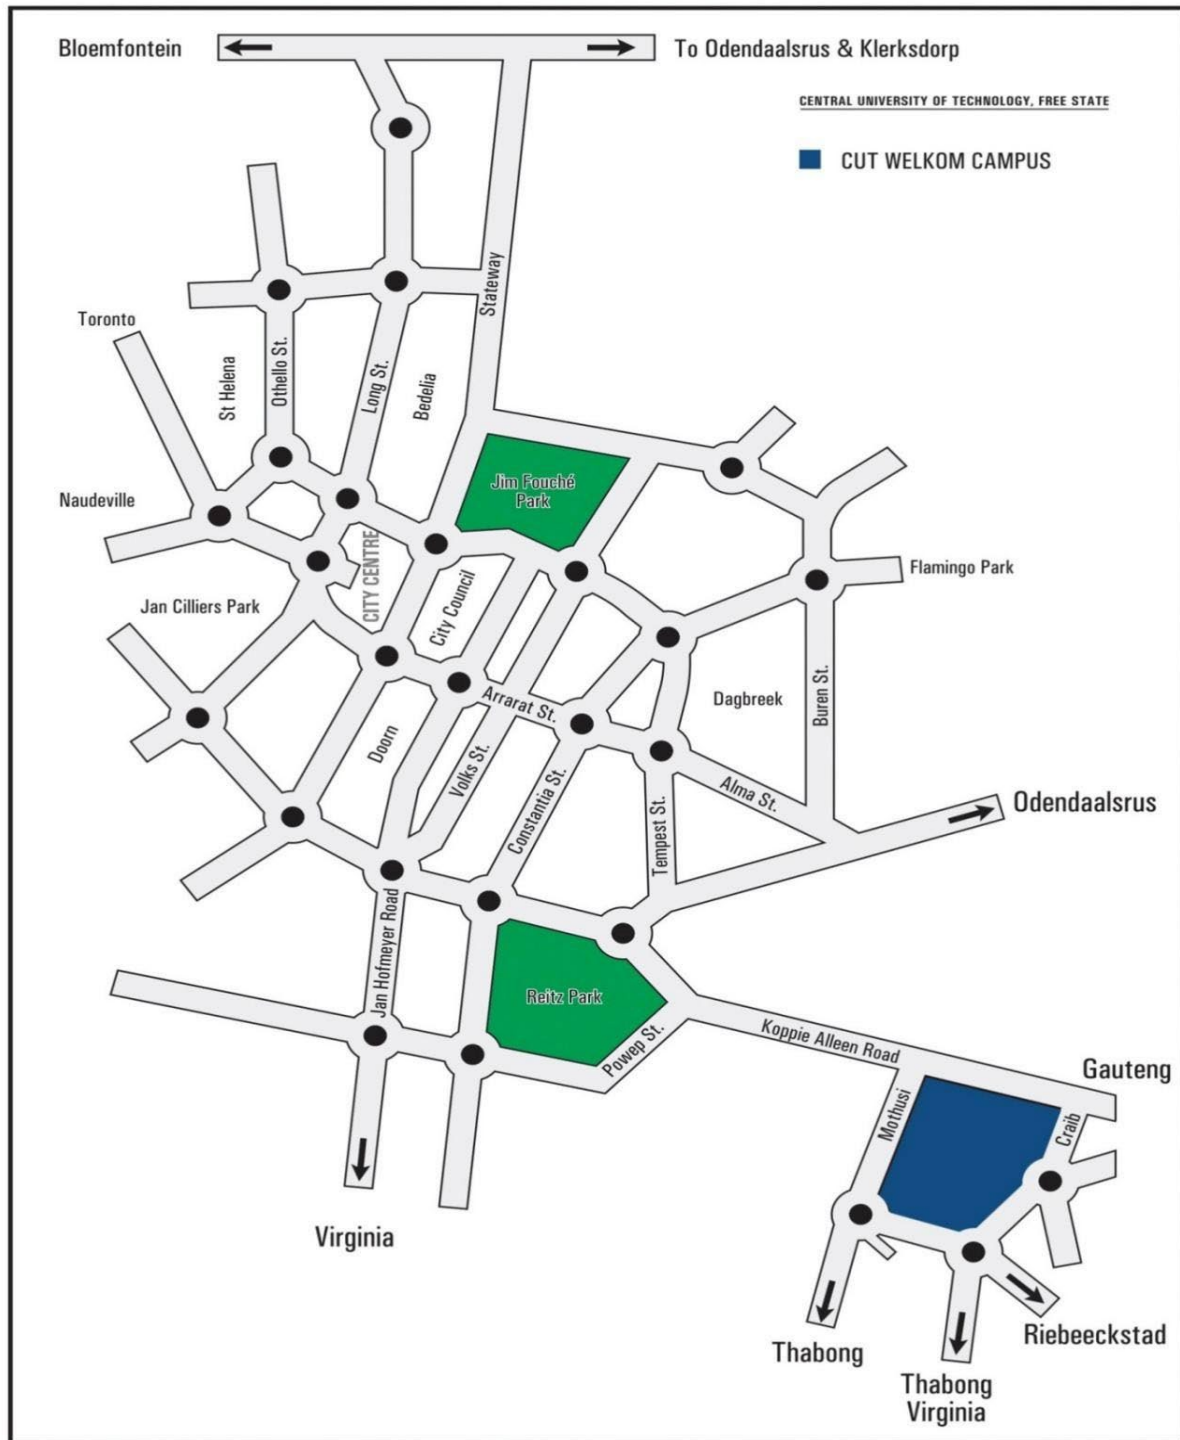 Bloemfontein
To Odendaalsrus & Klerksdorp
CENTRAL UNIVERSITY OF TECHNOLOGY, FREE STATE
CUT WELKOM CAMPUS
Stateway
Toronto
St Helena
Othello St.
Long St.
Bedelia
Jim Fouché
Park
Naudeville
CITY CENTRE
City Council
Flamingo Park
Jan Cilliers Park
Arrarat St.
Dagbreek
Buren St.
Doorn
Volks St.
Constantia St.
Tempest St.
Alma St.
Odendaalsrus
Jan Hofmeyer Road
Reitz Park
Powep St.
Koppie Alleen Road
Gauteng
Mothusi
Craib
Virginia
Thabong
Riebeeckstad
Thabong
Virginia